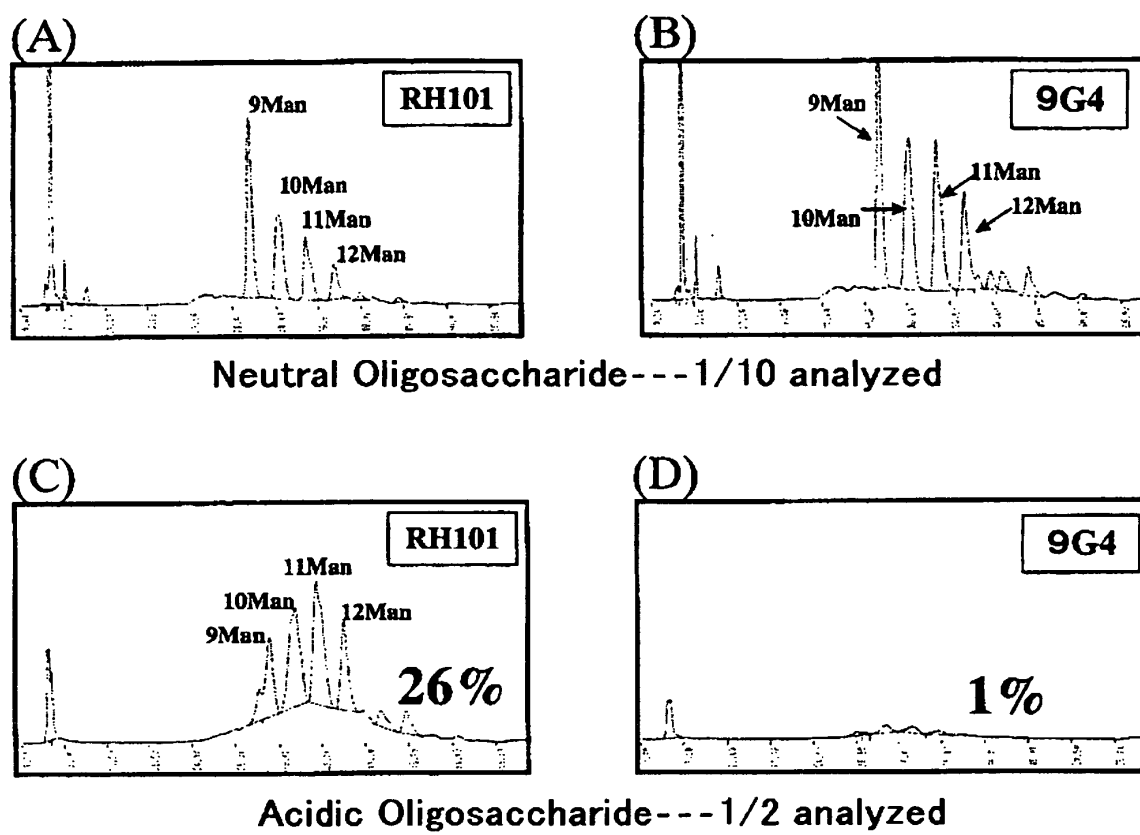 (A)
RH101
9Man
10Man
11Man
12Man
(B)
9G4
9Man
10Man
11Man
12Man
Neutral Oligosaccharide---1/10 analyzed
(C)
RH101
11Man
10Man
12Man
9Man
26%
(D)
9G4
1%
Acidic Oligosaccharide---1/2 analyzed